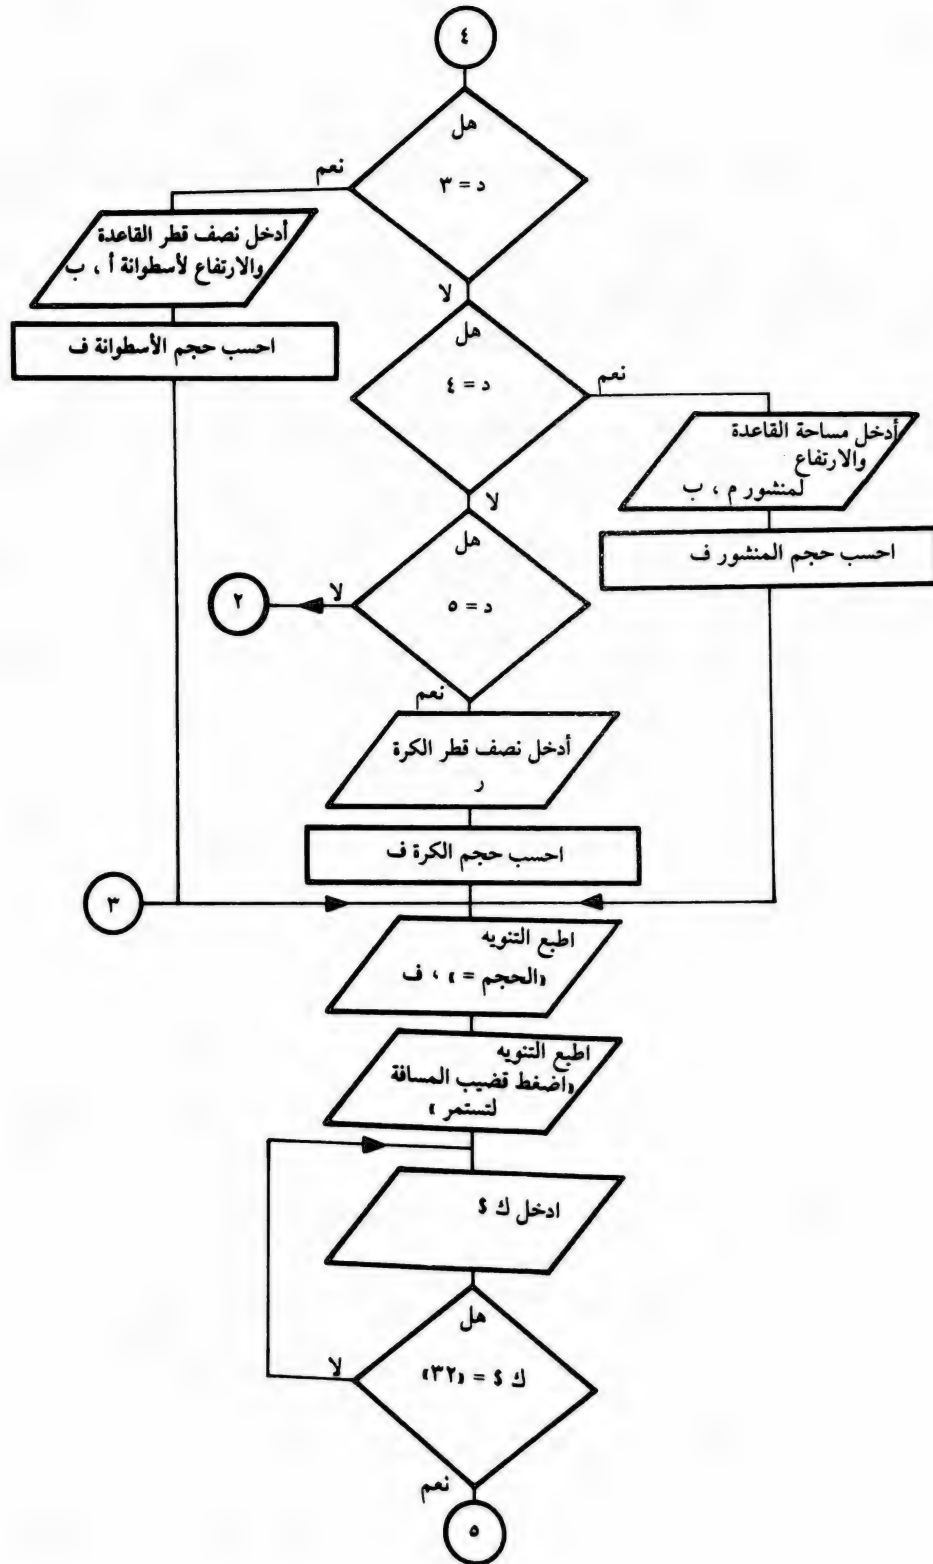 ٤
هل
د = ٣
نعم
أدخل نصف قطر القاعدة
والارتفاع لأسطوانة أ ، ب
احسب حجم الأسطوانة ف
لا
هل
د = ٤
نعم
أدخل مساحة القاعدة
والارتفاع
لمنشور م ، ب
احسب حجم المنشور ف
لا
هل
د = ٥
لا
٢
نعم
أدخل نصف قطر الكرة
ر
احسب حجم الكرة ف
٣
اطبع التنويه
«الحجم = » ، ف
اطبع التنويه
«اضغط قضيب المسافة
لتستمر »
ادخل ك $
هل
ك $ = «٣٢»
لا
نعم
٥